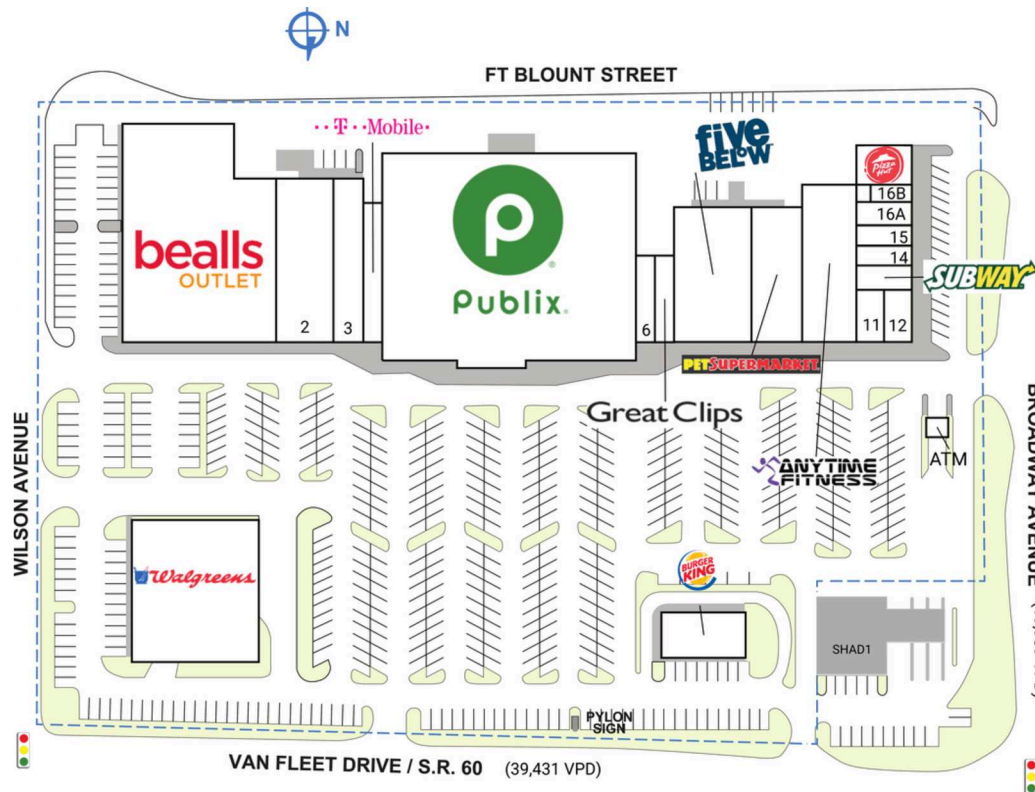 N
FT BLOUNT STREET
T Mobile
five
BELOW
Pizza
Hut
16B
16A
15
14
SUBWAY
bealls
OUTLET
Publix
2
3
6
11
12
PET SUPERMARKET
Great Clips
ANYTIME
FITNESS
ATM
WILSON AVENUE
BROADWAY AVENUE
Walgreens
BURGER
KING
SHAD1
PYLON
SIGN
VAN FLEET DRIVE / S.R. 60 (39,431 VPD)